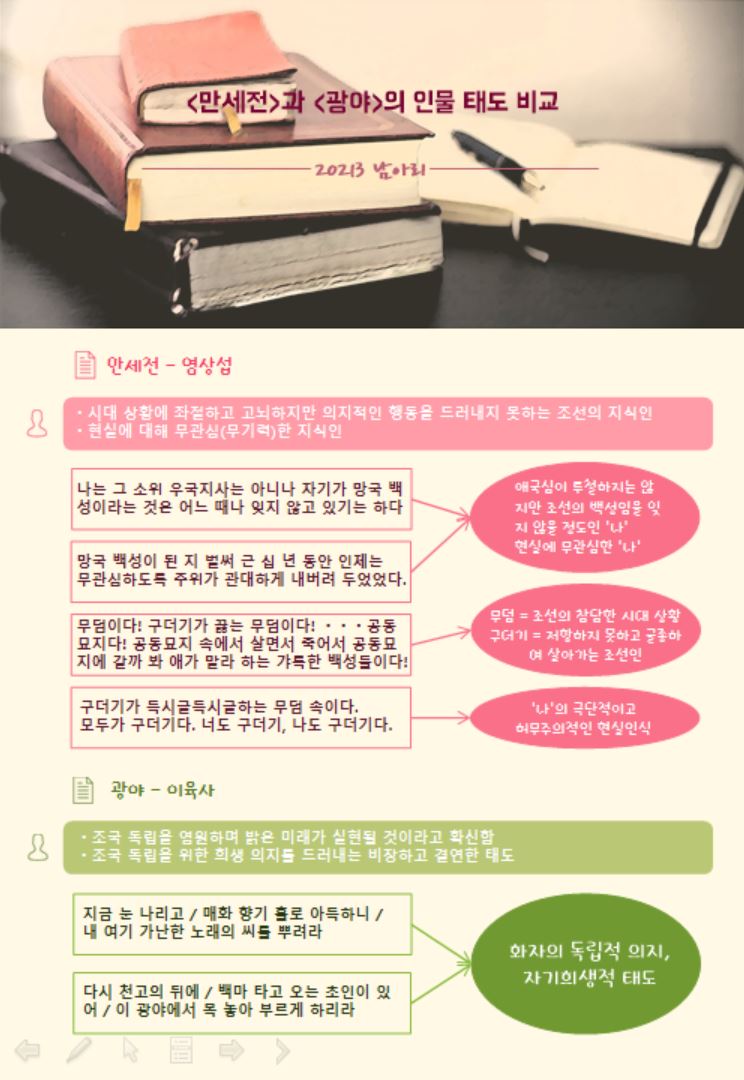 <만세전>과 <광야>의 인물 태도 비교
20213 남아리
만세전 - 염상섭
· 시대 상황에 좌절하고 고뇌하지만 의지적인 행동을 드러내지 못하는 조선의 지식인
· 현실에 대해 무관심(무기력)한 지식인
나는 그 소위 우국지사는 아니나 자기가 망국 백
성이라는 것은 어느 때나 잊지 않고 있기는 하다
애국심이 투철하지는 않
지만 조선의 백성임을 잊
지 않을 정도인 '나'
현실에 무관심한 '나'
망국 백성이 된 지 벌써 근 십 년 동안 인제는
무관심하도록 주위가 관대하게 내버려 두었었다.
무덤이다! 구더기가 끓는 무덤이다! ・・・공동
묘지다! 공동묘지 속에서 살면서 죽어서 공동묘
지에 갈까 봐 애가 말라 하는 갸륵한 백성들이다!
무덤 = 조선의 참담한 시대 상황
구더기 = 저항하지 못하고 굴종하
여 살아가는 조선인
구더기가 득시글득시글하는 무덤 속이다.
모두가 구더기다. 너도 구더기, 나도 구더기다.
'나'의 극단적이고
허무주의적인 현실인식
광야 - 이육사
· 조국 독립을 염원하며 밝은 미래가 실현될 것이라고 확신함
· 조국 독립을 위한 희생 의지를 드러내는 비장하고 결연한 태도
지금 눈 나리고 / 매화 향기 홀로 아득하니 /
내 여기 가난한 노래의 씨를 뿌려라
화자의 독립적 의지,
자기희생적 태도
다시 천고의 뒤에 / 백마 타고 오는 초인이 있
어 / 이 광야에서 목 놓아 부르게 하리라